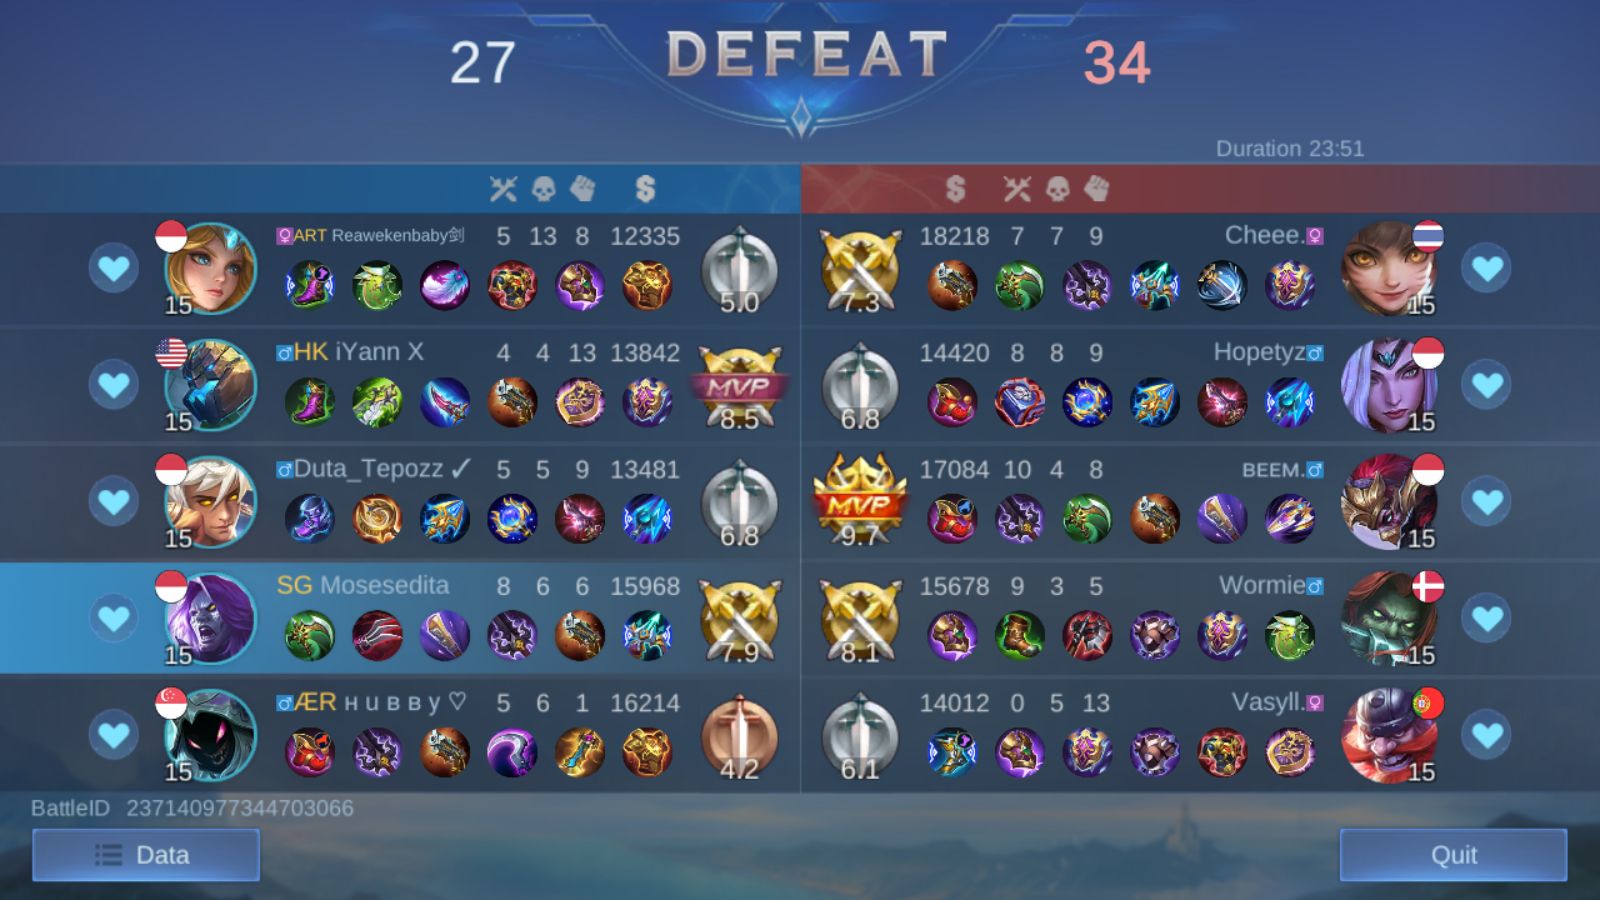 27 DEFEAT 34
Duration 23:51
ART Reawekenbaby剑 5 13 8 12335
15 5.0
18218 7 7 9 Cheee.
7.3 15
HK iYann X 4 4 13 13842
15 MVP 8.5
14420 8 8 9 Hopetyz
6.8 15
Duta_Tepozz ✓ 5 5 9 13481
15 6.8
17084 10 4 8 BEEM.
MVP 9.7 15
SG Mosesedita 8 6 6 15968
15 7.9
15678 9 3 5 Wormie
8.1 15
ÆR ʜ ᴜ ʙ ʙ y ♡ 5 6 1 16214
15 4.2
14012 0 5 13 Vasyll.
6.1 15
BattleID 237140977344703066
Data
Quit